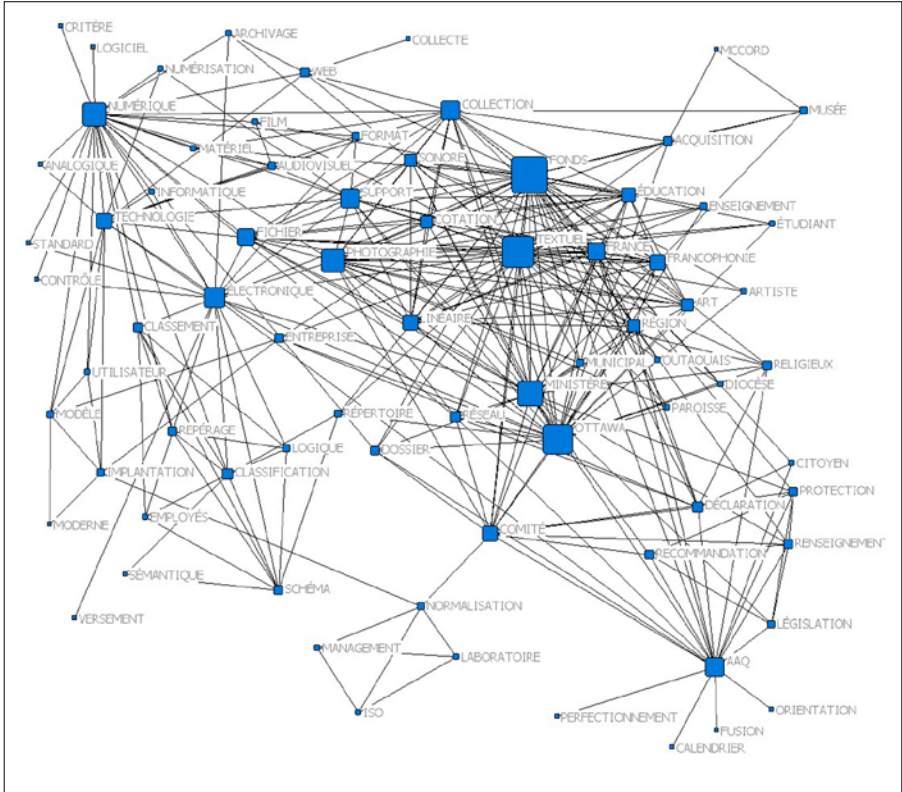 CRITÈRE
ARCHIVAGE
COLLECTE
LOGICIEL
MCCORD
NUMÉRISATION
WEB
NUMÉRIQUE
COLLECTION
MUSÉE
FILM
FORMAT
ACQUISITION
MATÉRIEL
ANALOGIQUE
AUDIOVISUEL
SONORE
FONDS
INFORMATIQUE
SUPPORT
ÉDUCATION
ENSEIGNEMENT
TECHNOLOGIE
COTATION
ÉTUDIANT
STANDARD
FICHIER
TEXTUEL
FRANCE
PHOTOGRAPHIE
FRANCOPHONIE
CONTRÔLE
ÉLECTRONIQUE
ARTISTE
ART
CLASSEMENT
LINÉAIRE
RÉGION
ENTREPRISE
UTILISATEUR
MUNICIPAL
OUTAOUAIS
RELIGIEUX
DIOCÈSE
MINISTÈRE
PAROISSE
MODÈLE
RÉPERTOIRE
RÉSEAU
REPÉRAGE
OTTAWA
LOGIQUE
DOSSIER
IMPLANTATION
CLASSIFICATION
CITOYEN
PROTECTION
DÉCLARATION
MODERNE
EMPLOYÉS
COMITÉ
RENSEIGNEMENT
RECOMMANDATION
SÉMANTIQUE
SCHÉMA
VERSEMENT
NORMALISATION
LÉGISLATION
MANAGEMENT
LABORATOIRE
AAQ
ISO
PERFECTIONNEMENT
ORIENTATION
FUSION
CALENDRIER